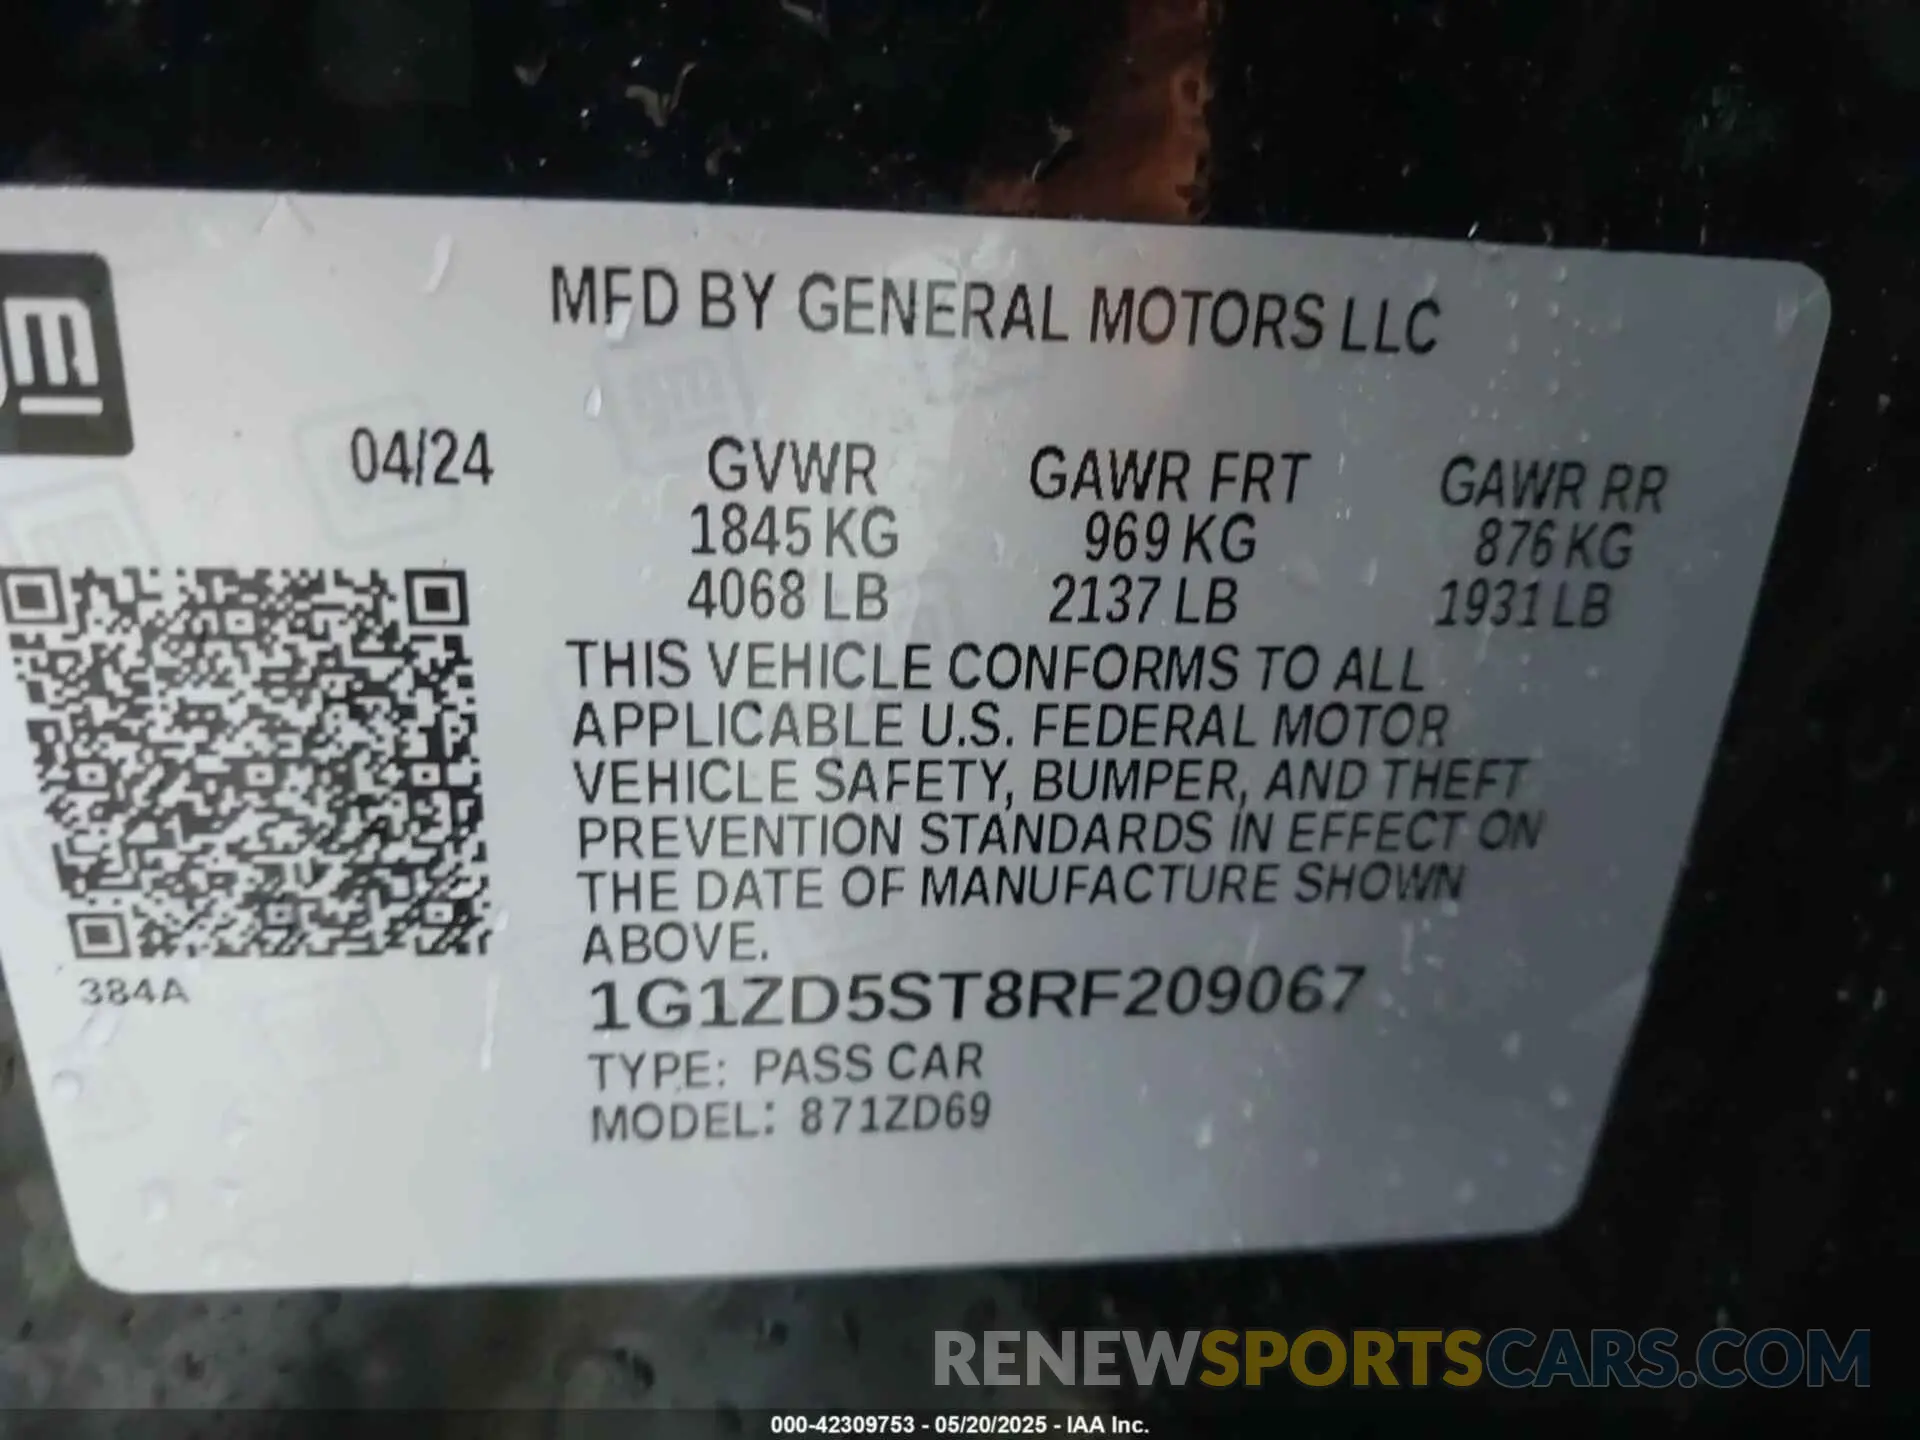 MFD BY GENERAL MOTORS LLC
04/24
GVWR GAWR FRT GAWR RR
1845 KG 969 KG 876 KG
4068 LB 2137 LB 1931 LB
THIS VEHICLE CONFORMS TO ALL
APPLICABLE U.S. FEDERAL MOTOR
VEHICLE SAFETY, BUMPER, AND THEFT
PREVENTION STANDARDS IN EFFECT ON
THE DATE OF MANUFACTURE SHOWN
ABOVE.
384A
1G1ZD5ST8RF209067
TYPE: PASS CAR
MODEL: 871ZD69
RENEWSPORTSCARS.COM
000-42309753 - 05/20/2025 - IAA Inc.